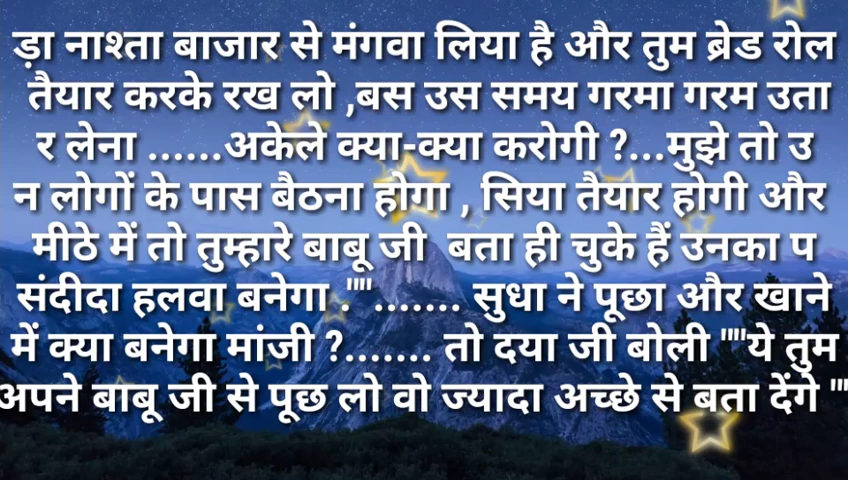 ड़ा नाश्ता बाजार से मंगवा लिया है और तुम ब्रेड रोल
तैयार करके रख लो ,बस उस समय गरमा गरम उता
र लेना ......अकेले क्या-क्या करोगी ?...मुझे तो उ
न लोगों के पास बैठना होगा , सिया तैयार होगी और
मीठे में तो तुम्हारे बाबू जी  बता ही चुके हैं उनका प
संदीदा हलवा बनेगा .""....... सुधा ने पूछा और खाने
में क्या बनेगा मांजी ?....... तो दया जी बोली ""ये तुम
अपने बाबू जी से पूछ लो वो ज्यादा अच्छे से बता देंगे ""